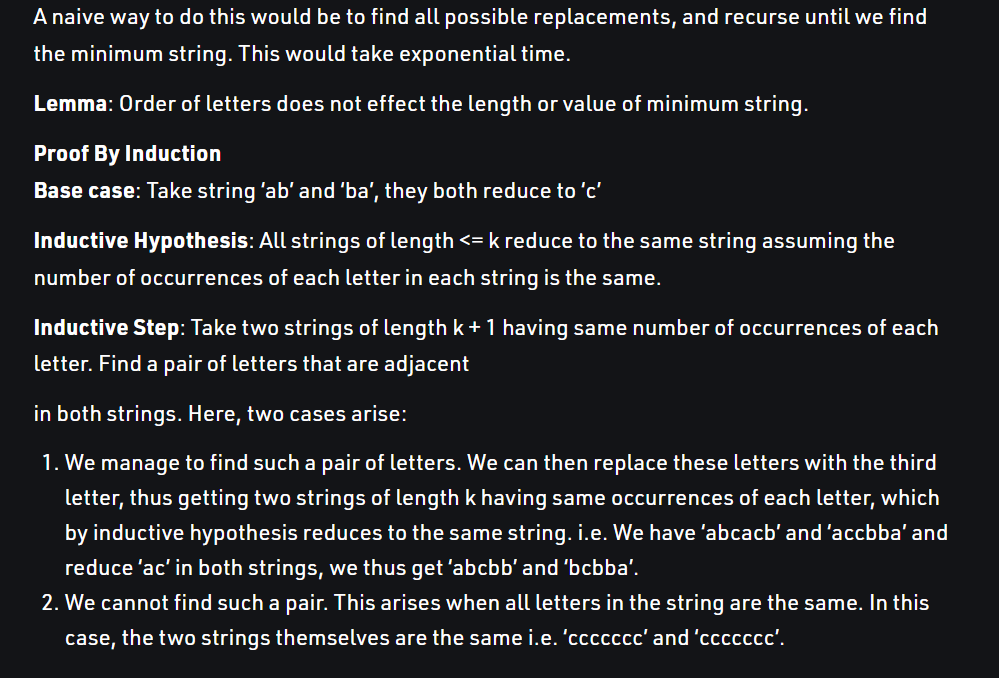 A naive way to do this would be to find all possible replacements, and recurse until we find
the minimum string. This would take exponential time.
Lemma: Order of letters does not effect the length or value of minimum string.
Proof By Induction
Base case: Take string ‘ab’ and ‘ba’, they both reduce to ‘c’
Inductive Hypothesis: All strings of length <= k reduce to the same string assuming the
number of occurrences of each letter in each string is the same.
Inductive Step: Take two strings of length k + 1 having same number of occurrences of each
letter. Find a pair of letters that are adjacent
in both strings. Here, two cases arise:
1. We manage to find such a pair of letters. We can then replace these letters with the third
letter, thus getting two strings of length k having same occurrences of each letter, which
by inductive hypothesis reduces to the same string. i.e. We have ‘abcacb’ and ‘accbba’ and
reduce ‘ac’ in both strings, we thus get ‘abcbb’ and ‘bcbba’.
2. We cannot find such a pair. This arises when all letters in the string are the same. In this
case, the two strings themselves are the same i.e. ‘ccccccc’ and ‘ccccccc’.